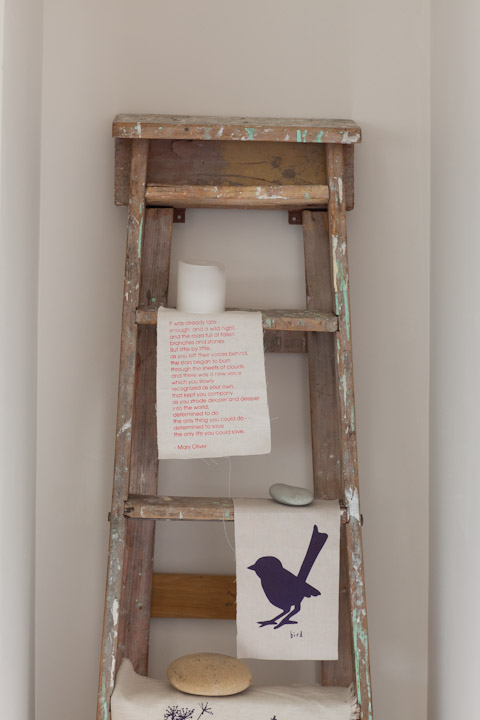 It was already late
enough, and a wild night,
and the road full of fallen
branches and stones.
But little by little,
as you left their voices behind,
the stars began to burn
through the sheets of clouds
and there was a new voice
which you slowly
recognized as your own,
that kept you company
as you strode deeper and deeper
into the world,
determined to do
the only thing you could do -
determined to save
the only life you could save.
- Mary Oliver
bird